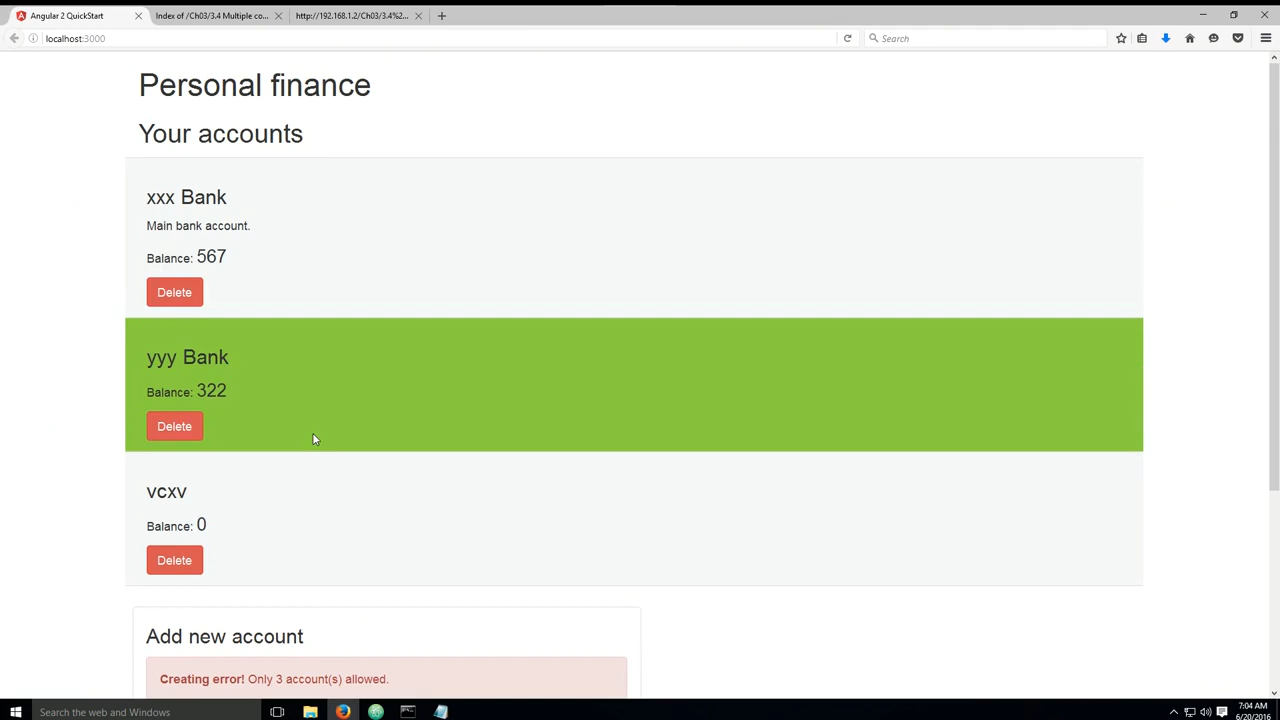 Angular 2 QuickStart
Index of /Ch03/3.4 Multiple co...
http://192.168.1.2/Ch03/3.4%2...
localhost:3000
Search
Personal finance
Your accounts
xxx Bank
Main bank account.
Balance: 567
Delete
yyy Bank
Balance: 322
Delete
vcxv
Balance: 0
Delete
Add new account
Creating error! Only 3 account(s) allowed.
Search the web and Windows
7:04 AM
6/20/2016